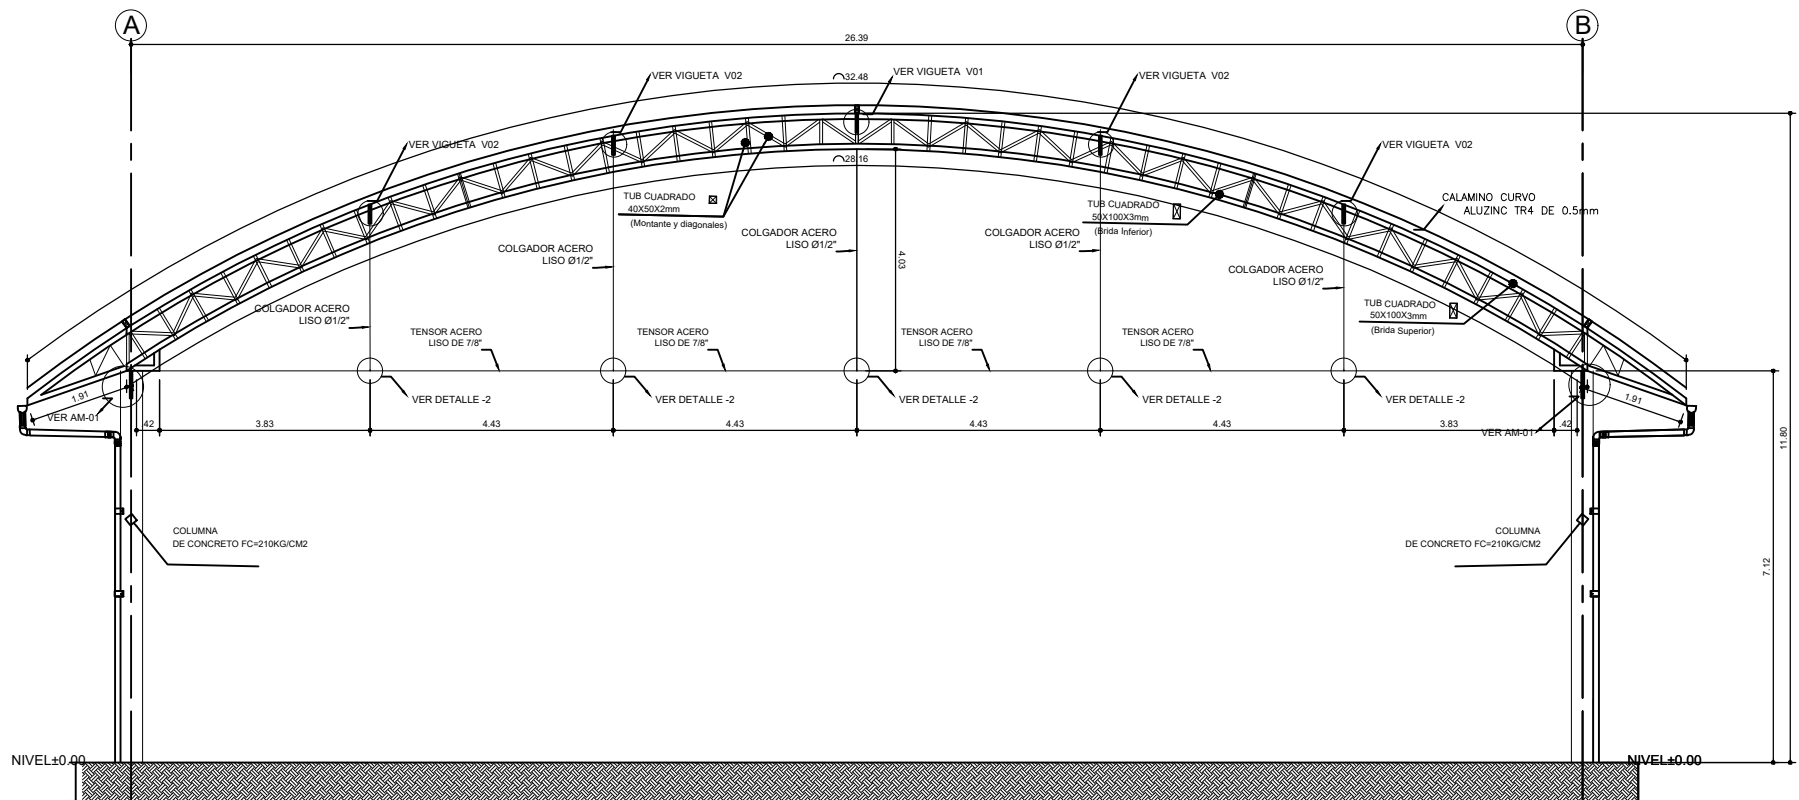 A
B
26.39
VER VIGUETA V02
32.48
VER VIGUETA V01
VER VIGUETA V02
VER VIGUETA V02
VER VIGUETA V02
28.16
TUB CUADRADO
40X50X2mm
(Montante y diagonales)
TUB CUADRADO
50X100X3mm
(Brida Inferior)
CALAMINO CURVO
ALUZINC TR4 DE 0.5mm
COLGADOR ACERO
LISO Ø1/2"
COLGADOR ACERO
LISO Ø1/2"
COLGADOR ACERO
LISO Ø1/2"
4.03
COLGADOR ACERO
LISO Ø1/2"
COLGADOR ACERO
LISO Ø1/2"
TUB CUADRADO
50X100X3mm
(Brida Superior)
TENSOR ACERO
LISO DE 7/8"
TENSOR ACERO
LISO DE 7/8"
TENSOR ACERO
LISO DE 7/8"
TENSOR ACERO
LISO DE 7/8"
1.91
VER AM-01
VER DETALLE -2
VER DETALLE -2
VER DETALLE -2
VER DETALLE -2
VER DETALLE -2
1.91
VER AM-01
.42
3.83
4.43
4.43
4.43
4.43
3.83
.42
11.80
7.12
COLUMNA
DE CONCRETO FC=210KG/CM2
COLUMNA
DE CONCRETO FC=210KG/CM2
NIVEL±0.00
NIVEL±0.00